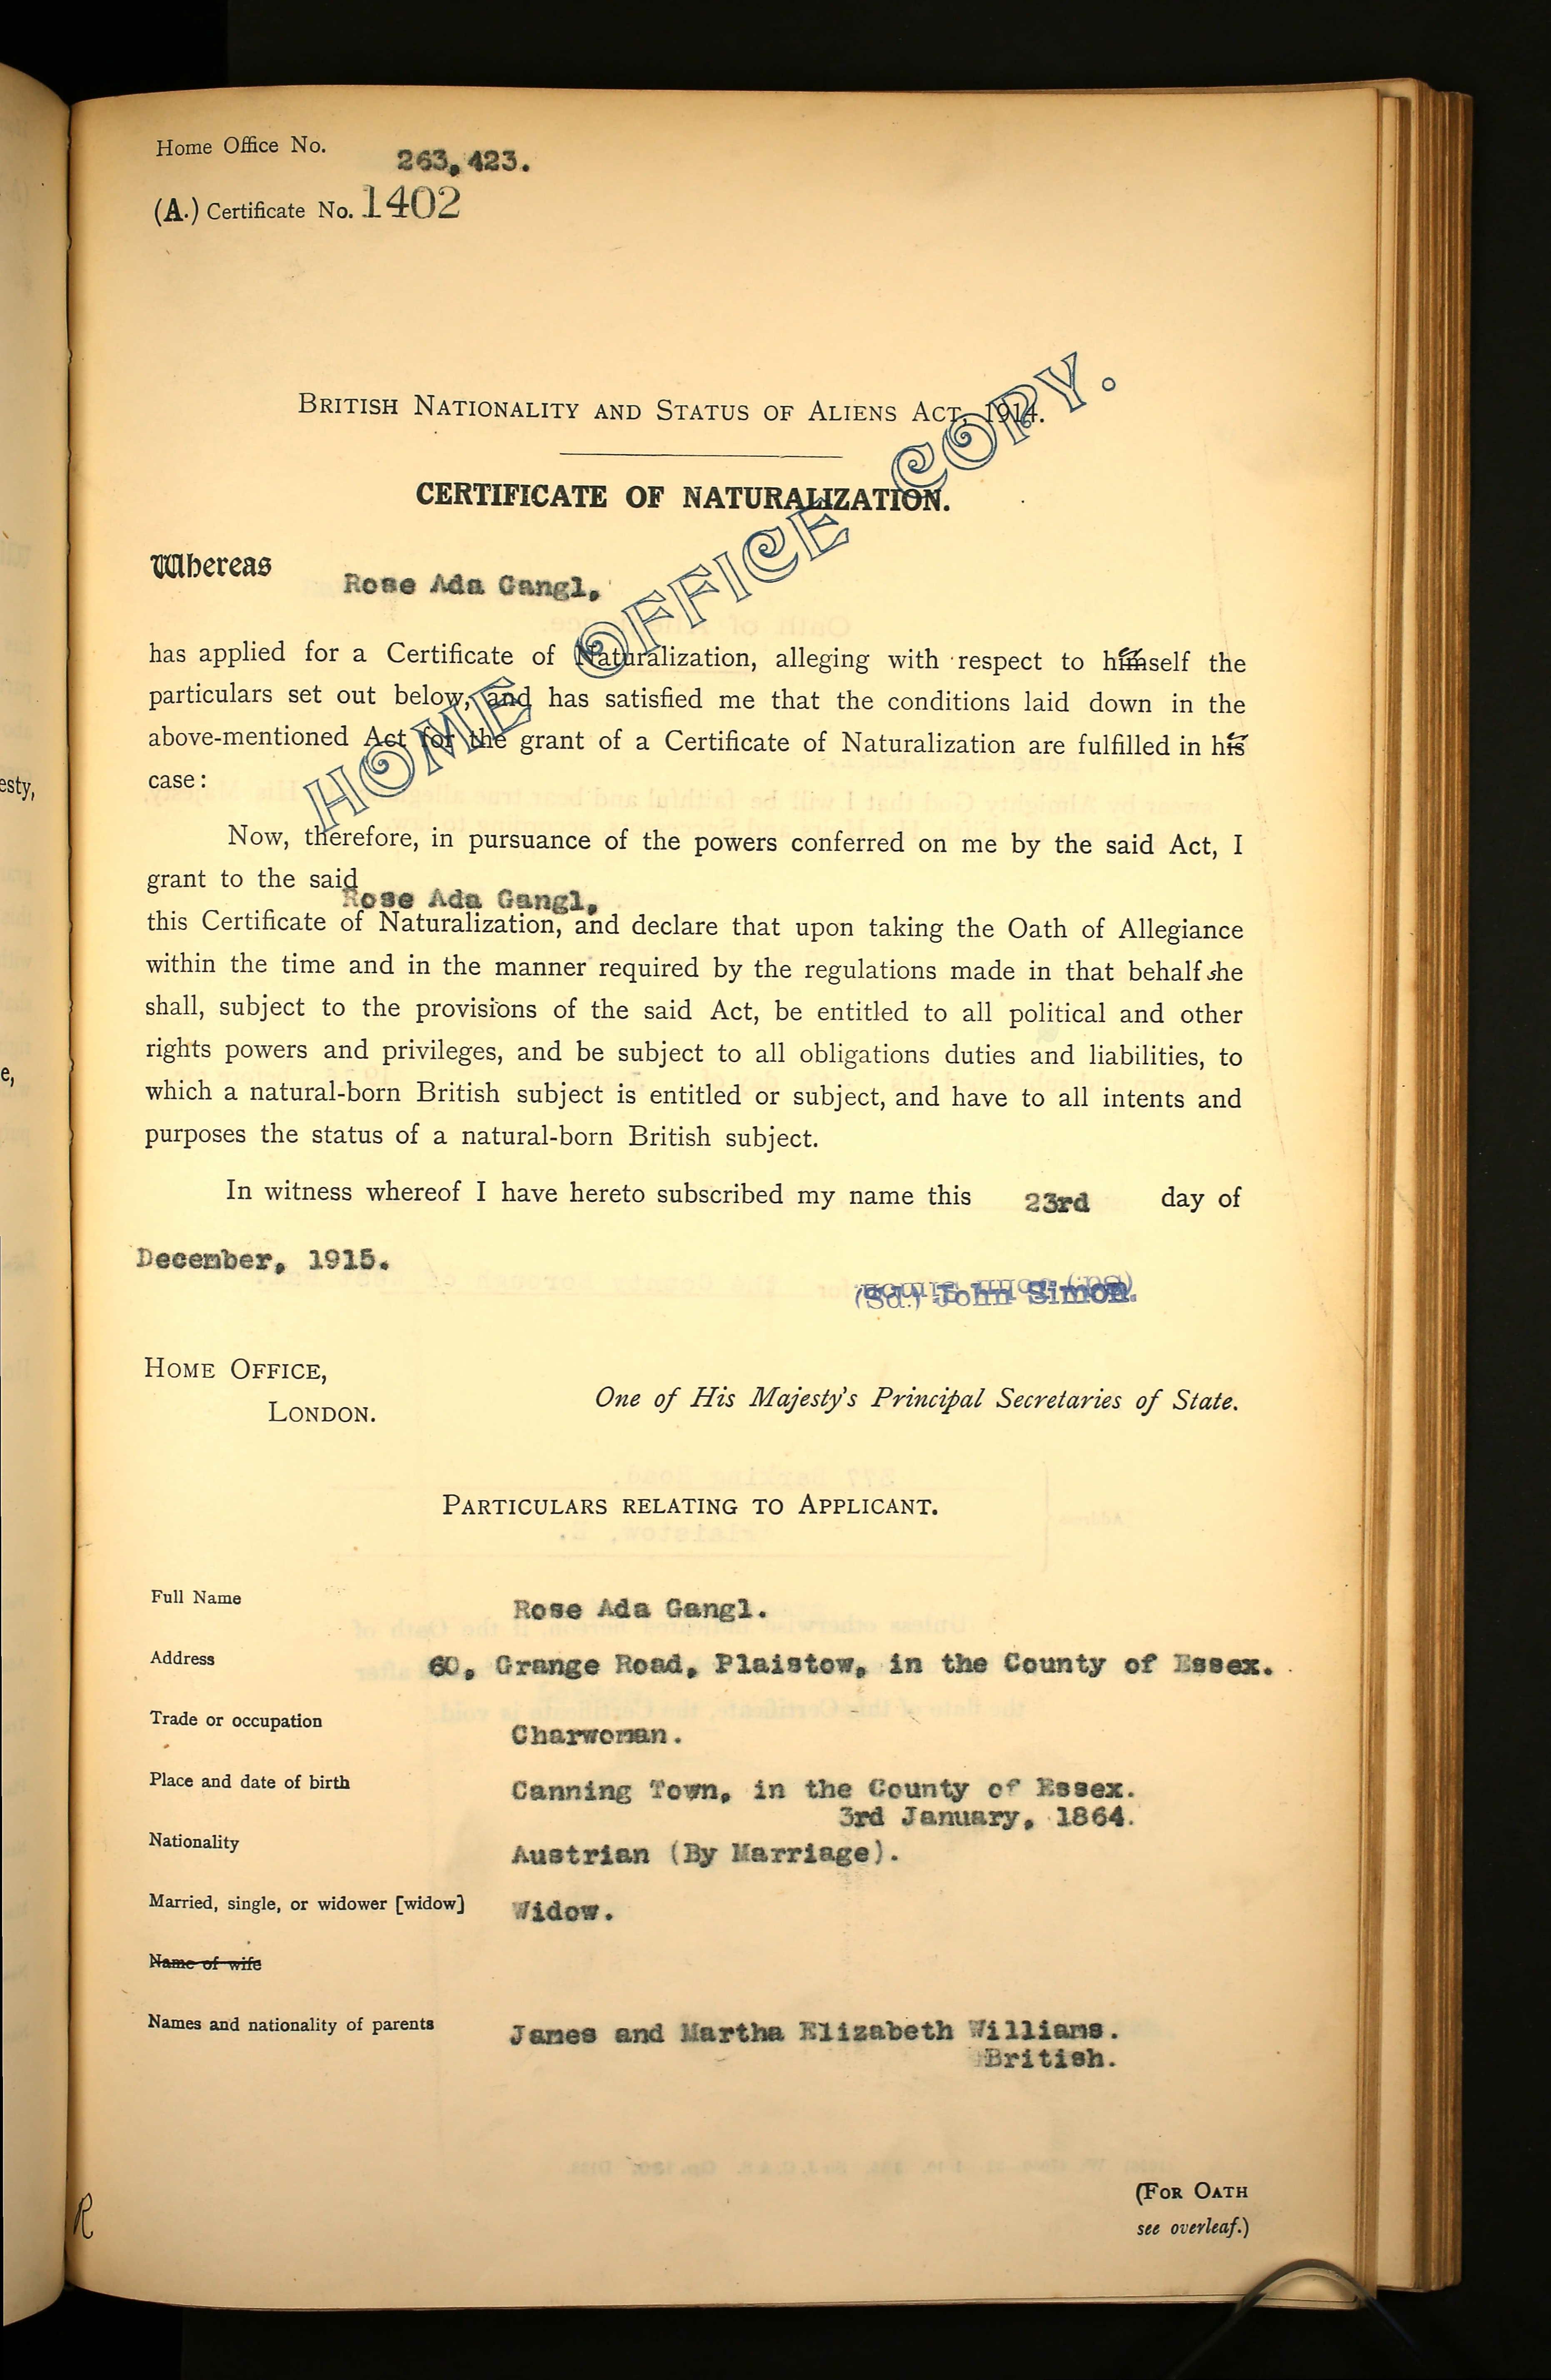 Home Office No. 263,423.
(A.) Certificate No. 1402
BRITISH NATIONALITY AND STATUS OF ALIENS ACT, 1914.
CERTIFICATE OF NATURALIZATION.
HOME OFFICE COPY.
Whereas
Rose Ada Gangl,
has applied for a Certificate of Naturalization, alleging with respect to himself the
particulars set out below, and has satisfied me that the conditions laid down in the
above-mentioned Act for the grant of a Certificate of Naturalization are fulfilled in his
case:
Now, therefore, in pursuance of the powers conferred on me by the said Act, I
grant to the said
Rose Ada Gangl,
this Certificate of Naturalization, and declare that upon taking the Oath of Allegiance
within the time and in the manner required by the regulations made in that behalf she
shall, subject to the provisions of the said Act, be entitled to all political and other
rights powers and privileges, and be subject to all obligations duties and liabilities, to
which a natural-born British subject is entitled or subject, and have to all intents and
purposes the status of a natural-born British subject.
In witness whereof I have hereto subscribed my name this 23rd day of
December, 1915.
(Sd.) John Simon.
HOME OFFICE,
LONDON.
One of His Majesty's Principal Secretaries of State.
PARTICULARS RELATING TO APPLICANT.
Full Name Rose Ada Gangl.
Address 60, Grange Road, Plaistow, in the County of Essex.
Trade or occupation Charwoman.
Place and date of birth Canning Town, in the County of Essex.
3rd January, 1864.
Nationality Austrian (By Marriage).
Married, single, or widower [widow] Widow.
Name of wife
Names and nationality of parents James and Martha Elizabeth Williams.
British.
(FOR OATH
see overleaf.)
esty,
e,
R